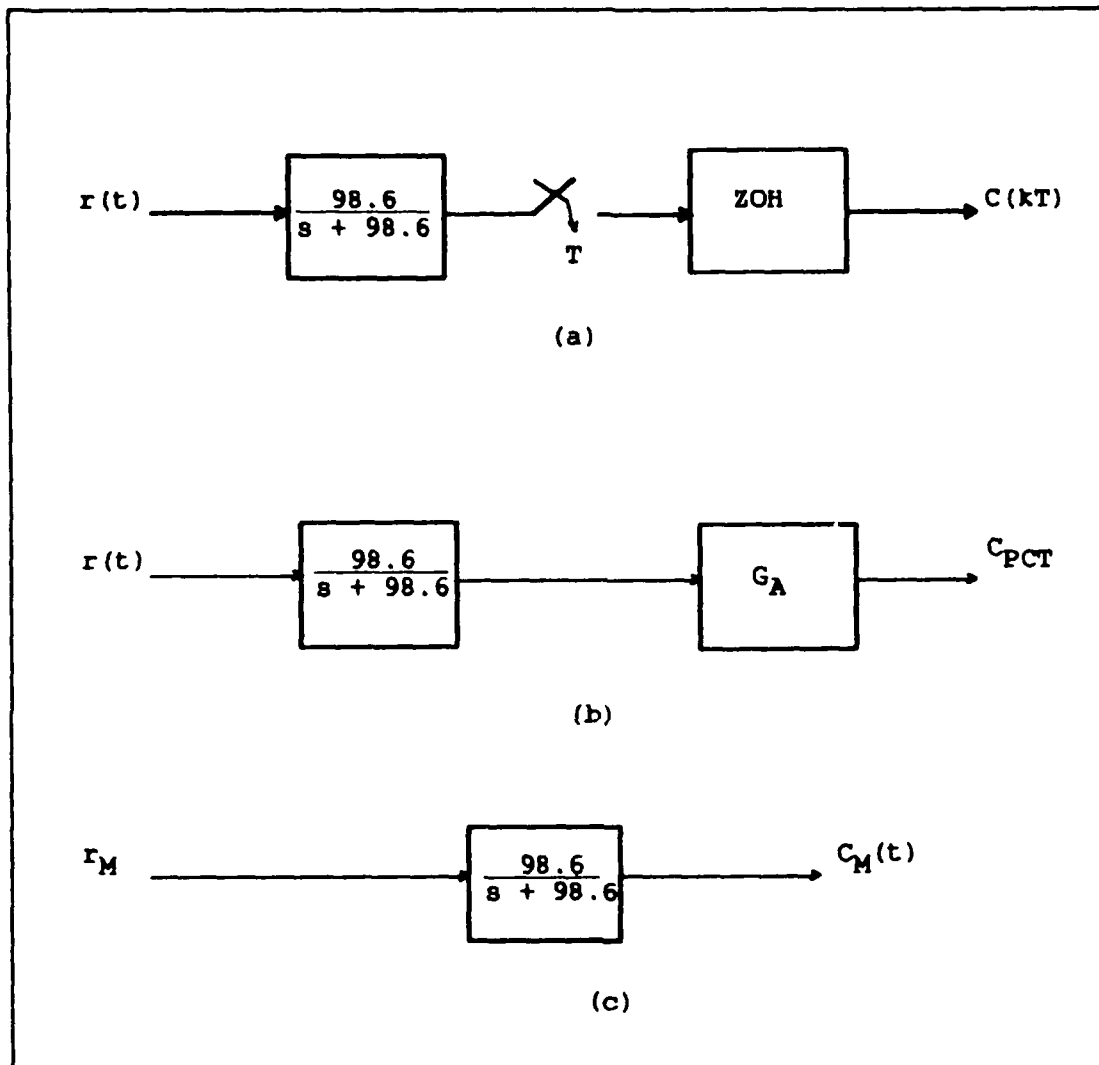 r(t)
98.6
s + 98.6
T
ZOH
C(kT)
(a)
r(t)
98.6
s + 98.6
G_A
C_PCT
(b)
r_M
98.6
s + 98.6
C_M(t)
(c)